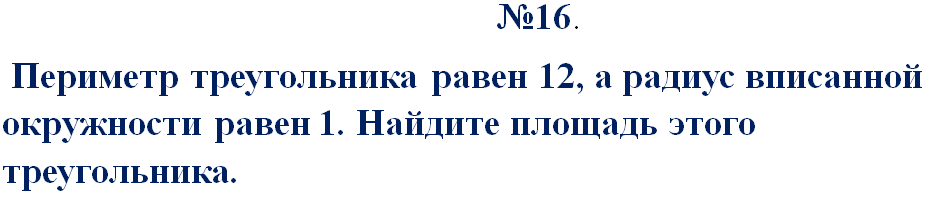 №16.
Периметр треугольника равен 12, а радиус вписанной
окружности равен 1. Найдите площадь этого
треугольника.